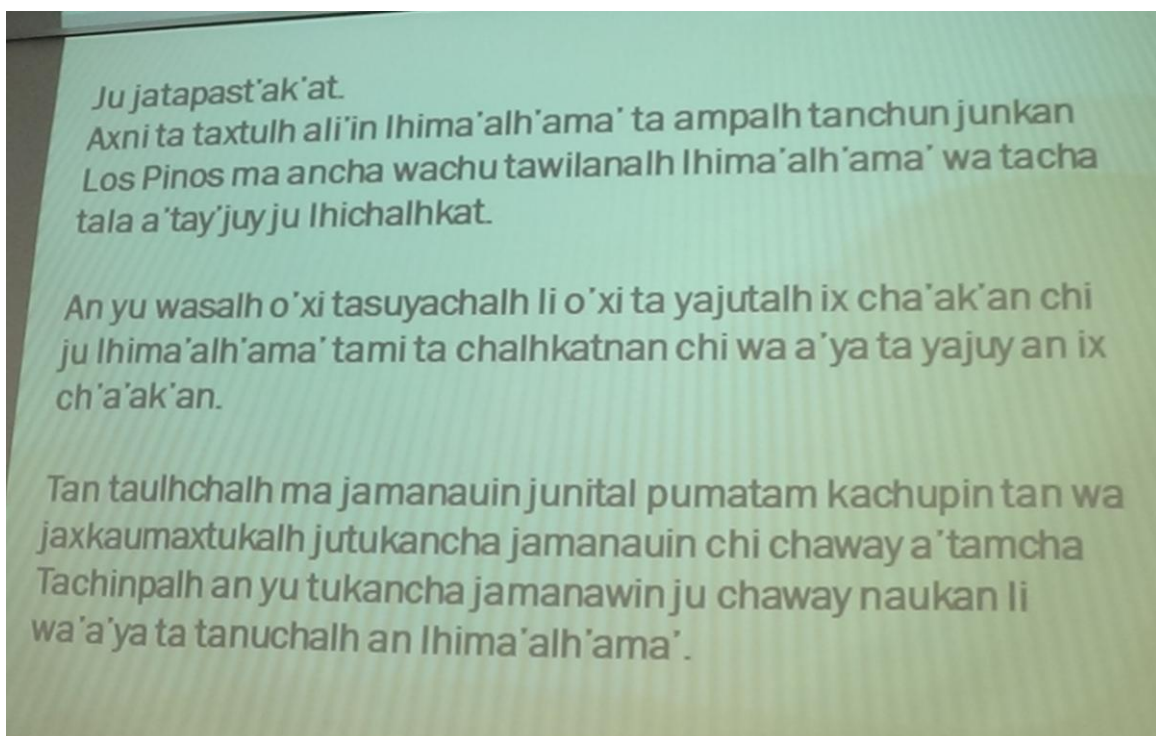 Ju jatapast'ak'at.
Axni ta taxtulh ali'in lhima'alh'ama' ta ampalh tanchun junkan
Los Pinos ma ancha wachu tawilanalh lhima'alh'ama' wa tacha
tala a'tay'juy ju lhichalhkat.
An yu wasalh o'xi tasuyachalh li o'xi ta yajutalh ix cha'ak'an chi
ju lhima'alh'ama' tami ta chalhkatnan chi wa a'ya ta yajuy an ix
ch'a'ak'an.
Tan taulhchalh ma jamanauin junital pumatam kachupin tan wa
jaxkaumaxtukalh jutukancha jamanauin chi chaway a'tamcha
Tachinpalh an yu tukancha jamanawin ju chaway naukan li
wa'a'ya ta tanuchalh an lhima'alh'ama'.